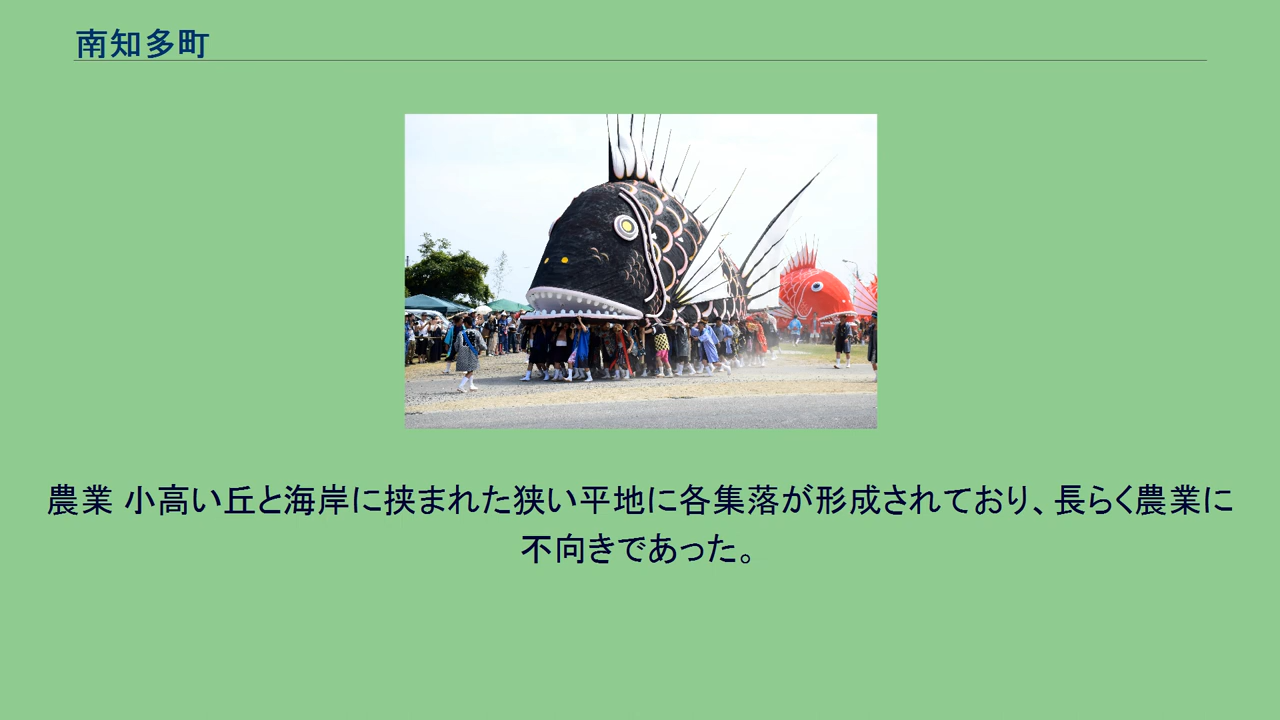 南知多町
農業 小高い丘と海岸に挟まれた狭い平地に各集落が形成されており、長らく農業に
不向きであった。